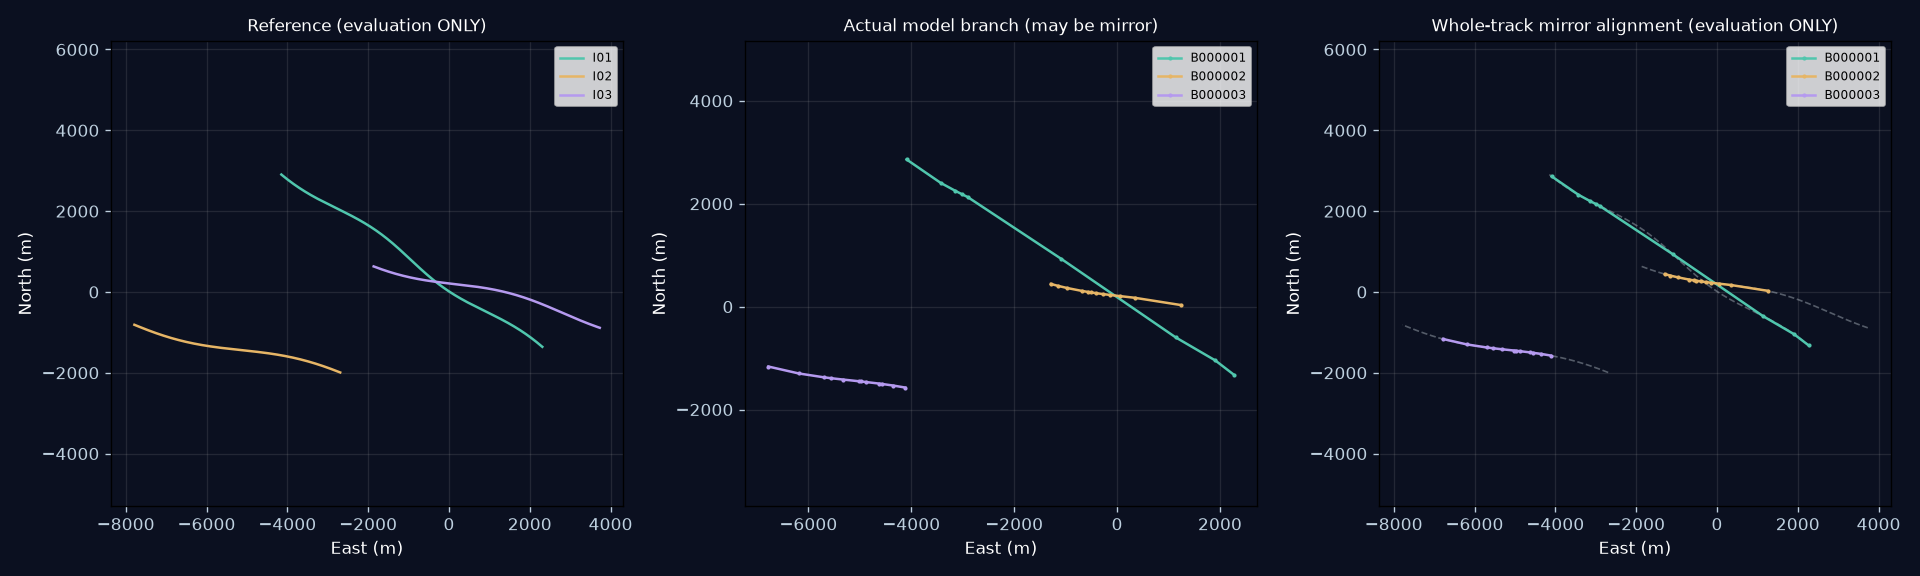 Reference (evaluation ONLY)
I01
I02
I03
6000
4000
2000
0
−2000
−4000
−8000 −6000 −4000 −2000 0 2000 4000
East (m)
North (m)
Actual model branch (may be mirror)
B000001
B000002
B000003
4000
2000
0
−2000
−6000 −4000 −2000 0 2000
East (m)
North (m)
Whole-track mirror alignment (evaluation ONLY)
B000001
B000002
B000003
6000
4000
2000
0
−2000
−4000
−8000 −6000 −4000 −2000 0 2000 4000
East (m)
North (m)